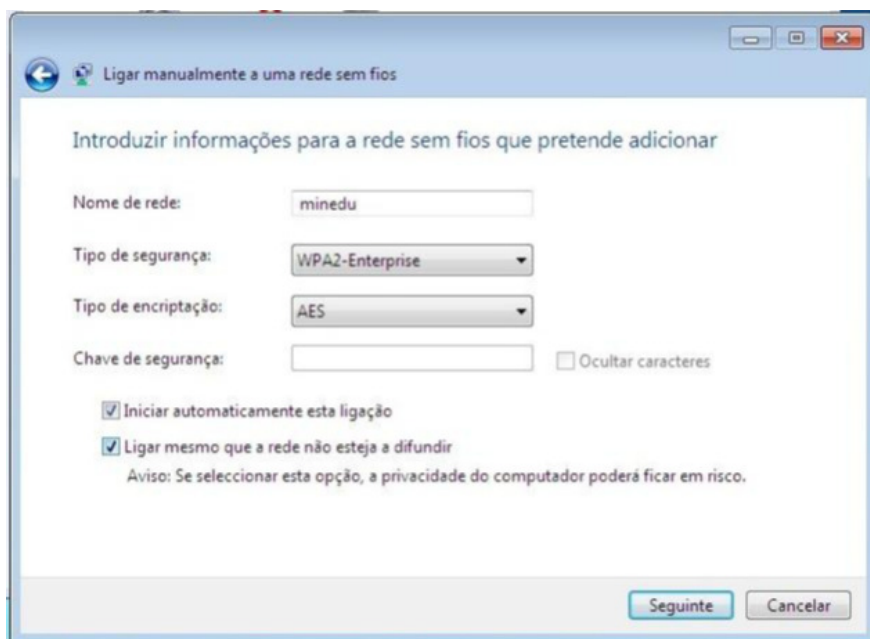 Ligar manualmente a uma rede sem fios
Introduzir informações para a rede sem fios que pretende adicionar
Nome de rede: minedu
Tipo de segurança: WPA2-Enterprise
Tipo de encriptação: AES
Chave de segurança: Ocultar caracteres
Iniciar automaticamente esta ligação
Ligar mesmo que a rede não esteja a difundir
Aviso: Se seleccionar esta opção, a privacidade do computador poderá ficar em risco.
Seguinte Cancelar